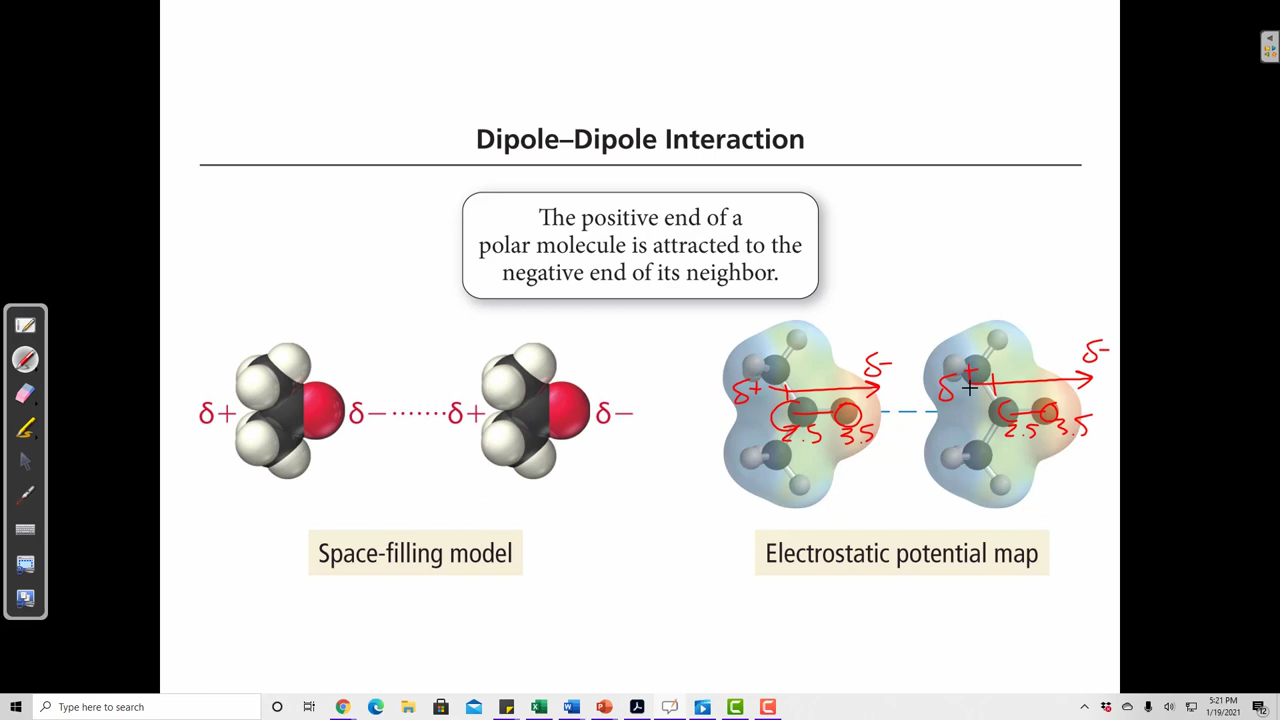 Dipole–Dipole Interaction
The positive end of a
polar molecule is attracted to the
negative end of its neighbor.
δ+ δ− ······· δ+ δ−
δ+ δ− δ+ δ−
2.5 3.5 2.5 3.5
Space-filling model
Electrostatic potential map
Type here to search
5:21 PM
1/19/2021
12